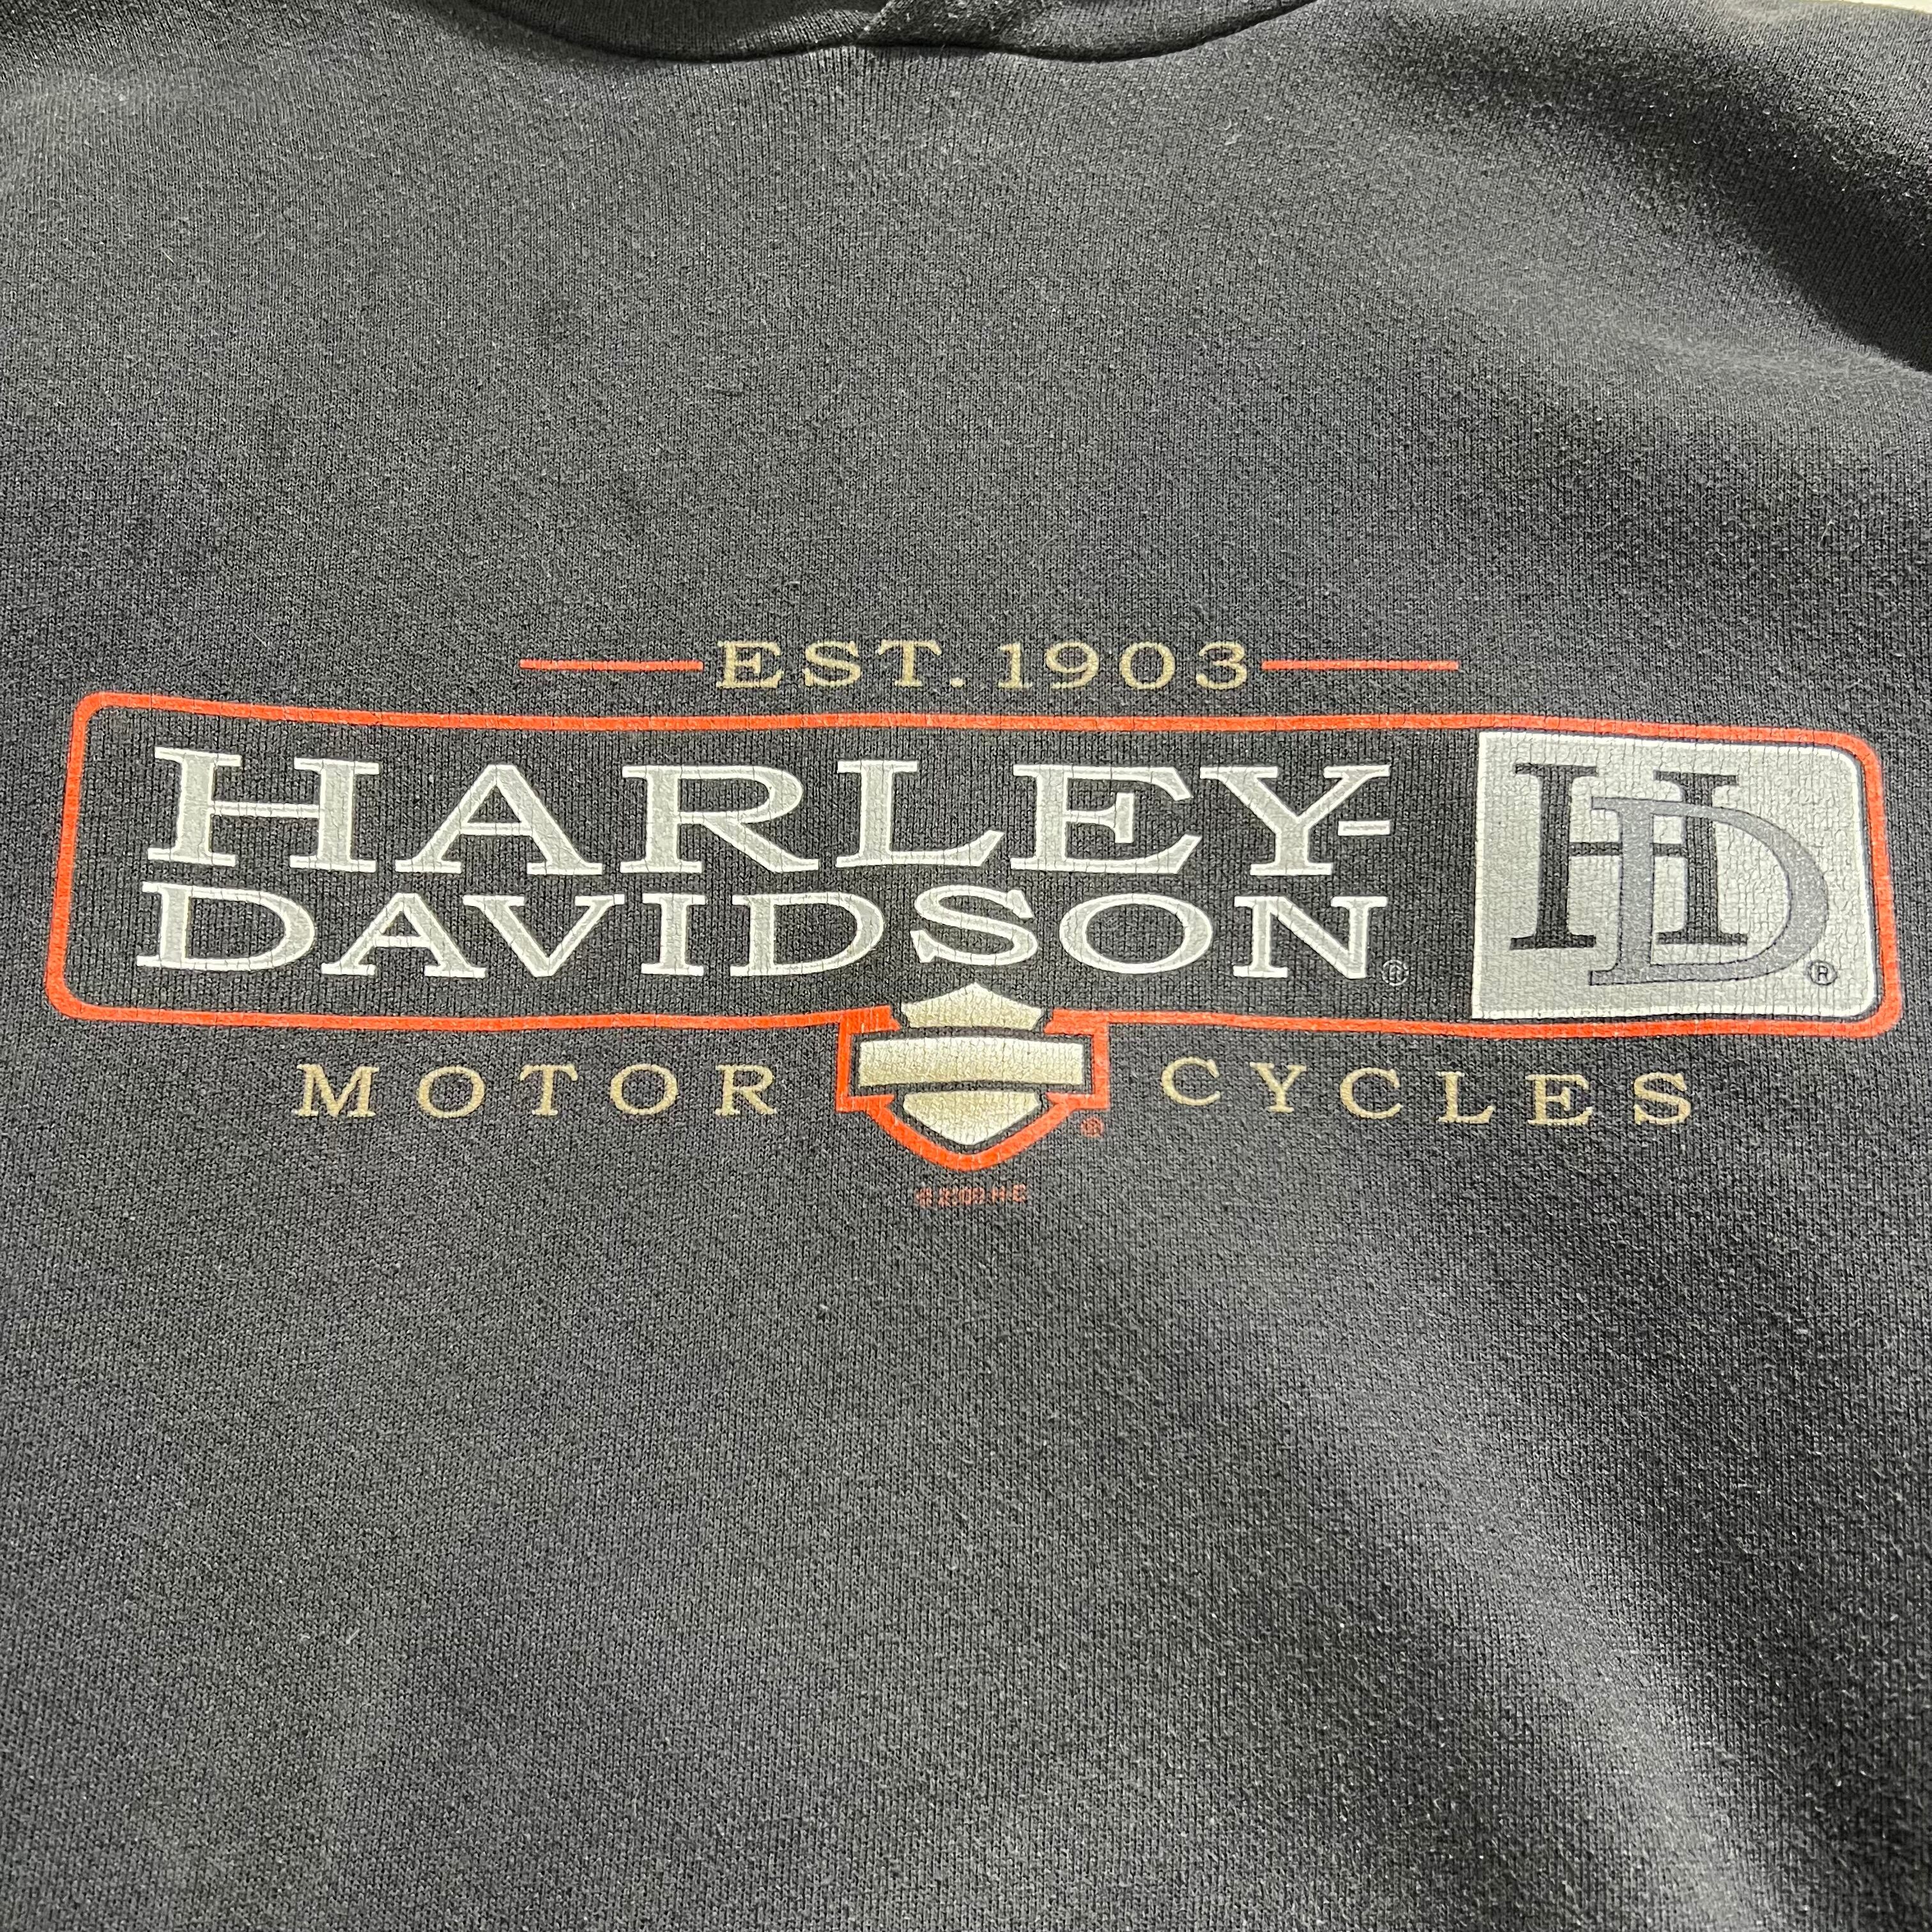 EST. 1903
HARLEY-
DAVIDSON®
HD®
MOTOR CYCLES
®